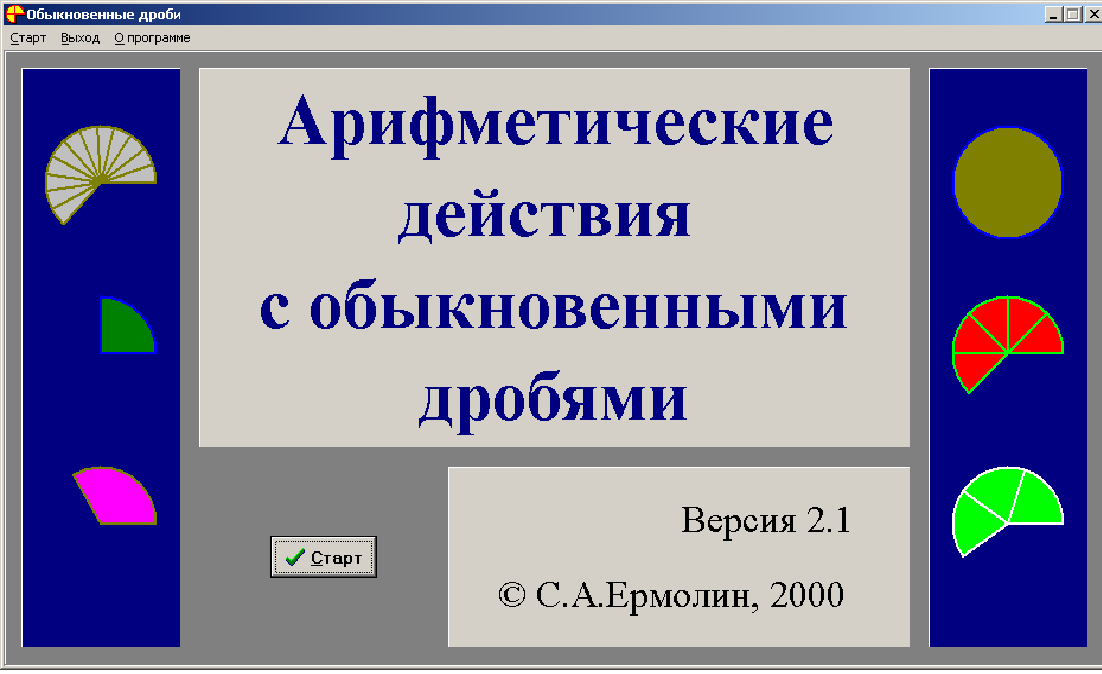 Обыкновенные дроби
Старт Выход О программе
Арифметические
действия
с обыкновенными
дробями
Версия 2.1
Старт
© С.А.Ермолин, 2000